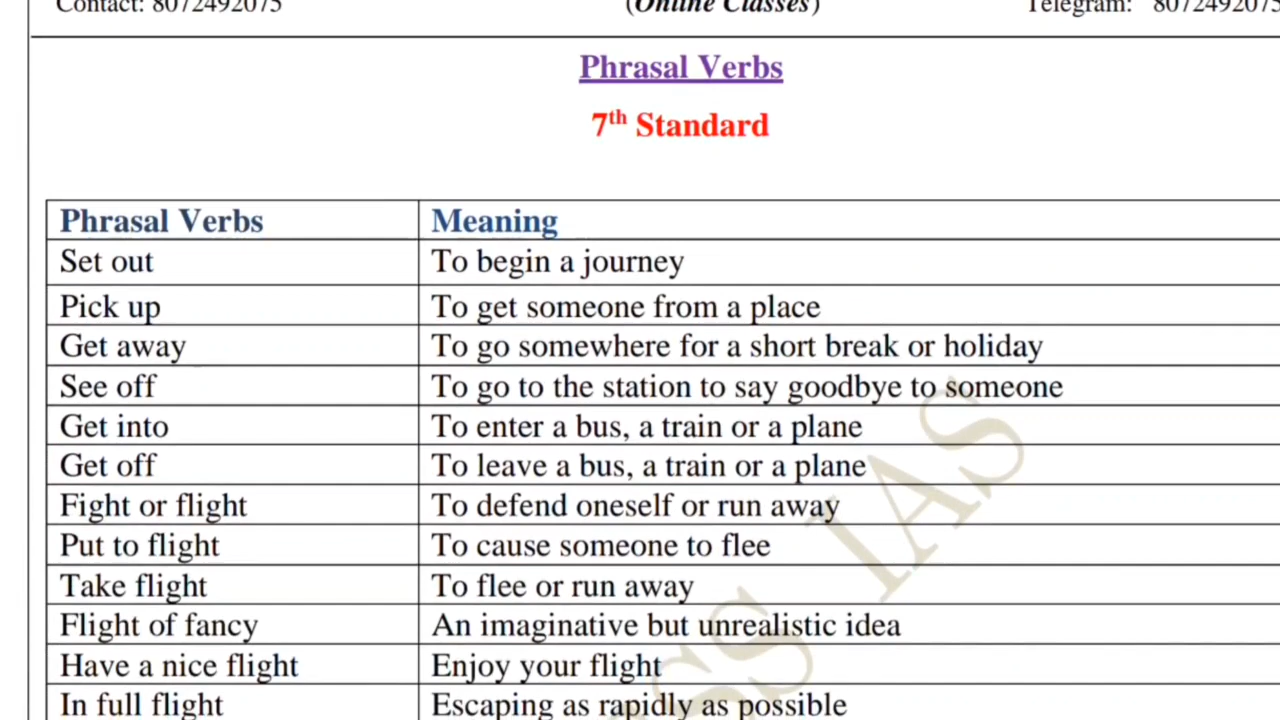 Contact: 8072492075 (Online Classes) Telegram: 8072492075
Phrasal Verbs
7th Standard
Phrasal Verbs Meaning
Set out To begin a journey
Pick up To get someone from a place
Get away To go somewhere for a short break or holiday
See off To go to the station to say goodbye to someone
Get into To enter a bus, a train or a plane
Get off To leave a bus, a train or a plane
Fight or flight To defend oneself or run away
Put to flight To cause someone to flee
Take flight To flee or run away
Flight of fancy An imaginative but unrealistic idea
Have a nice flight Enjoy your flight
In full flight Escaping as rapidly as possible
IAS